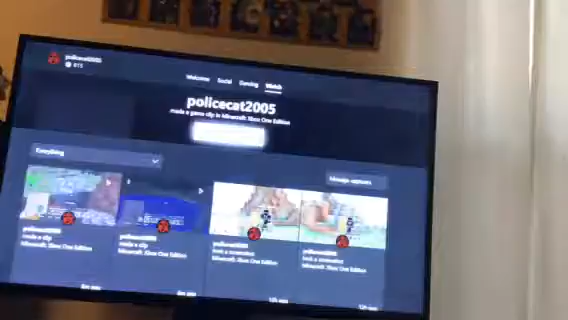 policecat2005
Welcome Social Gaming Watch
policecat2005
made a game clip in Minecraft: Xbox One Edition
Everything
Manage captures
policecat2005
made a clip
Minecraft: Xbox One Edition
policecat2005
made a clip
Minecraft: Xbox One Edition
policecat2005
took a screenshot
Minecraft: Xbox One Edition
policecat2005
took a screenshot
Minecraft: Xbox One Edition